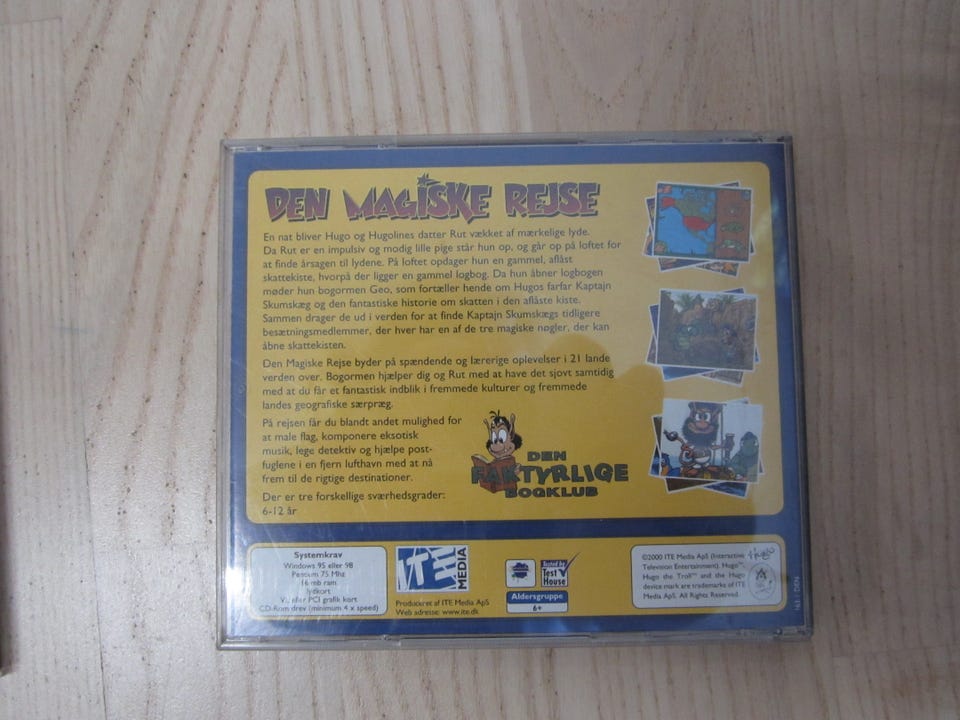 DEN MAGISKE REJSE
En nat bliver Hugo og Hugolines datter Rut vækket af mærkelige lyde.
Da Rut er en impulsiv og modig lille pige står hun op, og går op på loftet for
at finde årsagen til lydene. På loftet opdager hun en gammel, aflåst
skattekiste, hvorpå der ligger en gammel logbog. Da hun åbner logbogen
møder hun bogormen Geo, som fortæller hende om Hugos farfar Kaptajn
Skumskæg og den fantastiske historie om skatten i den aflåste kiste.
Sammen drager de ud i verden for at finde Kaptajn Skumskægs tidligere
besætningsmedlemmer, der hver har en af de tre magiske nøgler, der kan
åbne skattekisten.
Den Magiske Rejse byder på spændende og lærerige oplevelser i 21 lande
verden over. Bogormen hjælper dig og Rut med at have det sjovt samtidig
med at du får et fantastisk indblik i fremmede kulturer og fremmede
landes geografiske særpræg.
På rejsen får du blandt andet mulighed for
at male flag, komponere eksotisk
musik, lege detektiv og hjælpe post-
fuglene i en fjern lufthavn med at nå
frem til de rigtige destinationer.
Der er tre forskellige sværhedsgrader:
6-12 år
DEN
FAKTYRLIGE
BOGKLUB
Systemkrav
Windows 95 eller 98
Pentium 75 Mhz
16 mb ram
lydkort
PCI grafik kort
CD-Rom drev (minimum 4 x speed)
ITE MEDIA
Produceret af ITE Media ApS
Web adresse: www.ite.dk
Tested by
Test
House
Aldersgruppe
6+
©2000 ITE Media ApS (Interactive
Television Entertainment). Hugo™,
Hugo the Troll™ and the Hugo
device mark are trademarks of ITE
Media ApS. All Rights Reserved.
Hugo